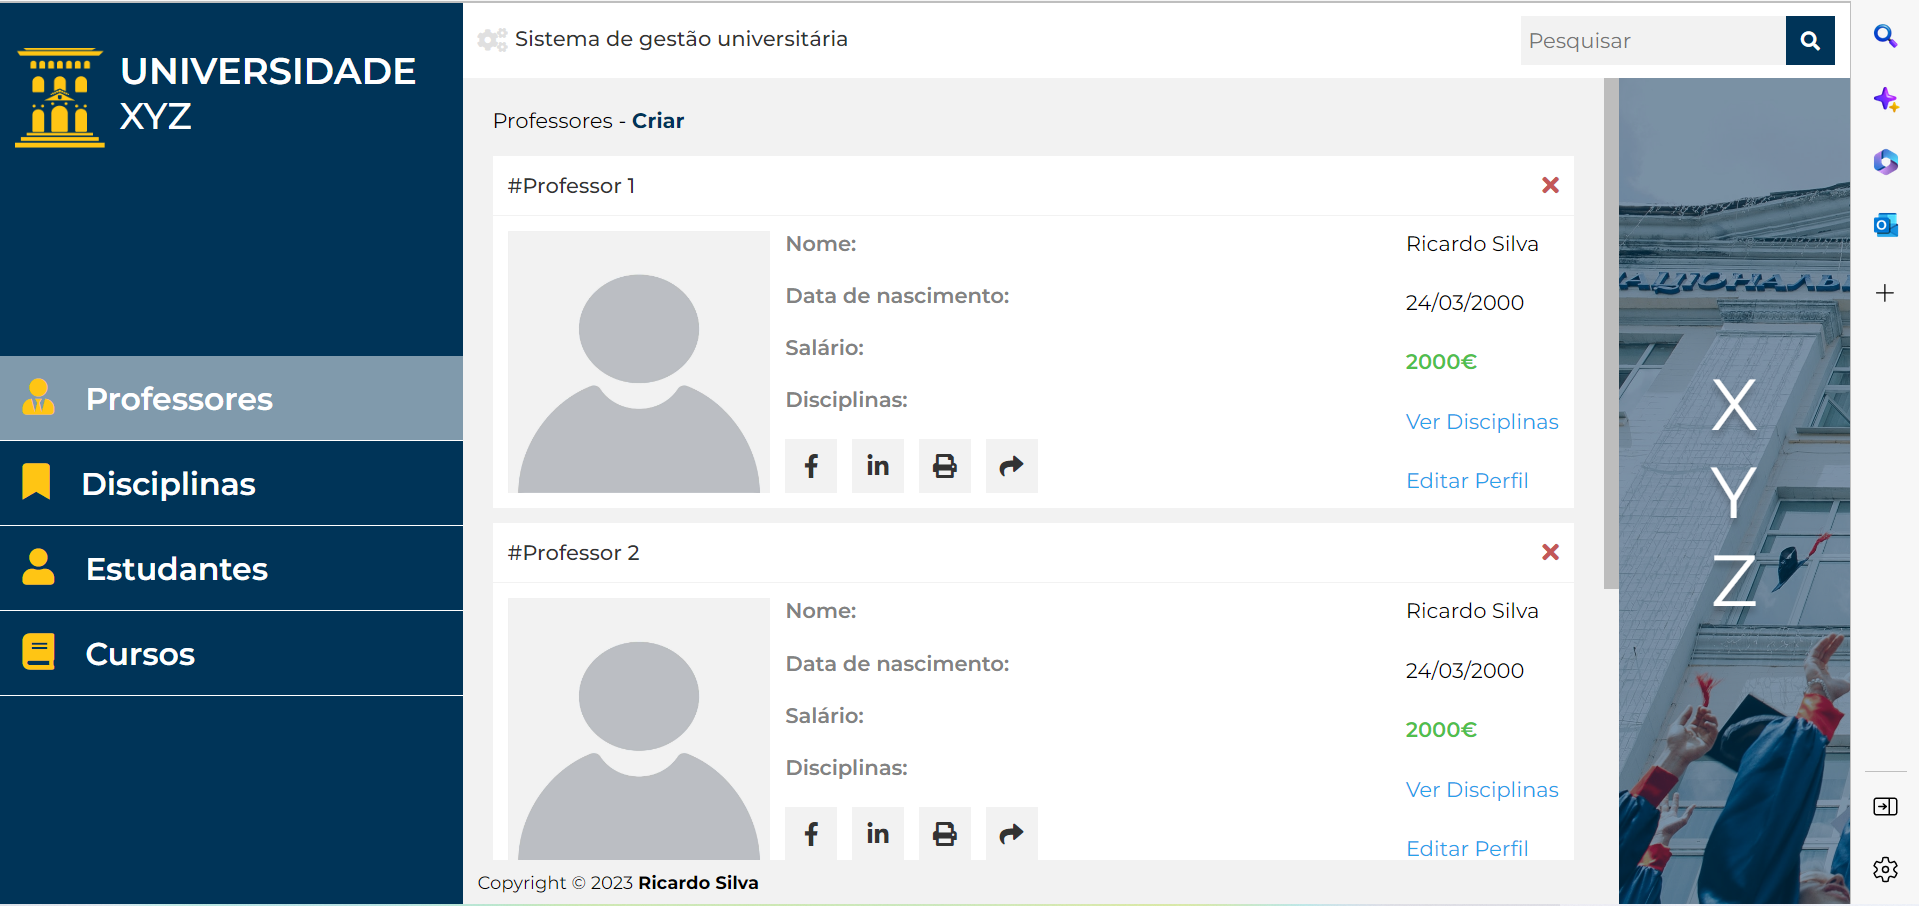 UNIVERSIDADE
XYZ
Professores
Disciplinas
Estudantes
Cursos
Sistema de gestão universitária
Pesquisar
Professores - Criar
#Professor 1
Nome: Ricardo Silva
Data de nascimento: 24/03/2000
Salário: 2000€
Disciplinas: Ver Disciplinas
Editar Perfil
#Professor 2
Nome: Ricardo Silva
Data de nascimento: 24/03/2000
Salário: 2000€
Disciplinas: Ver Disciplinas
Editar Perfil
Copyright © 2023 Ricardo Silva
X
Y
Z